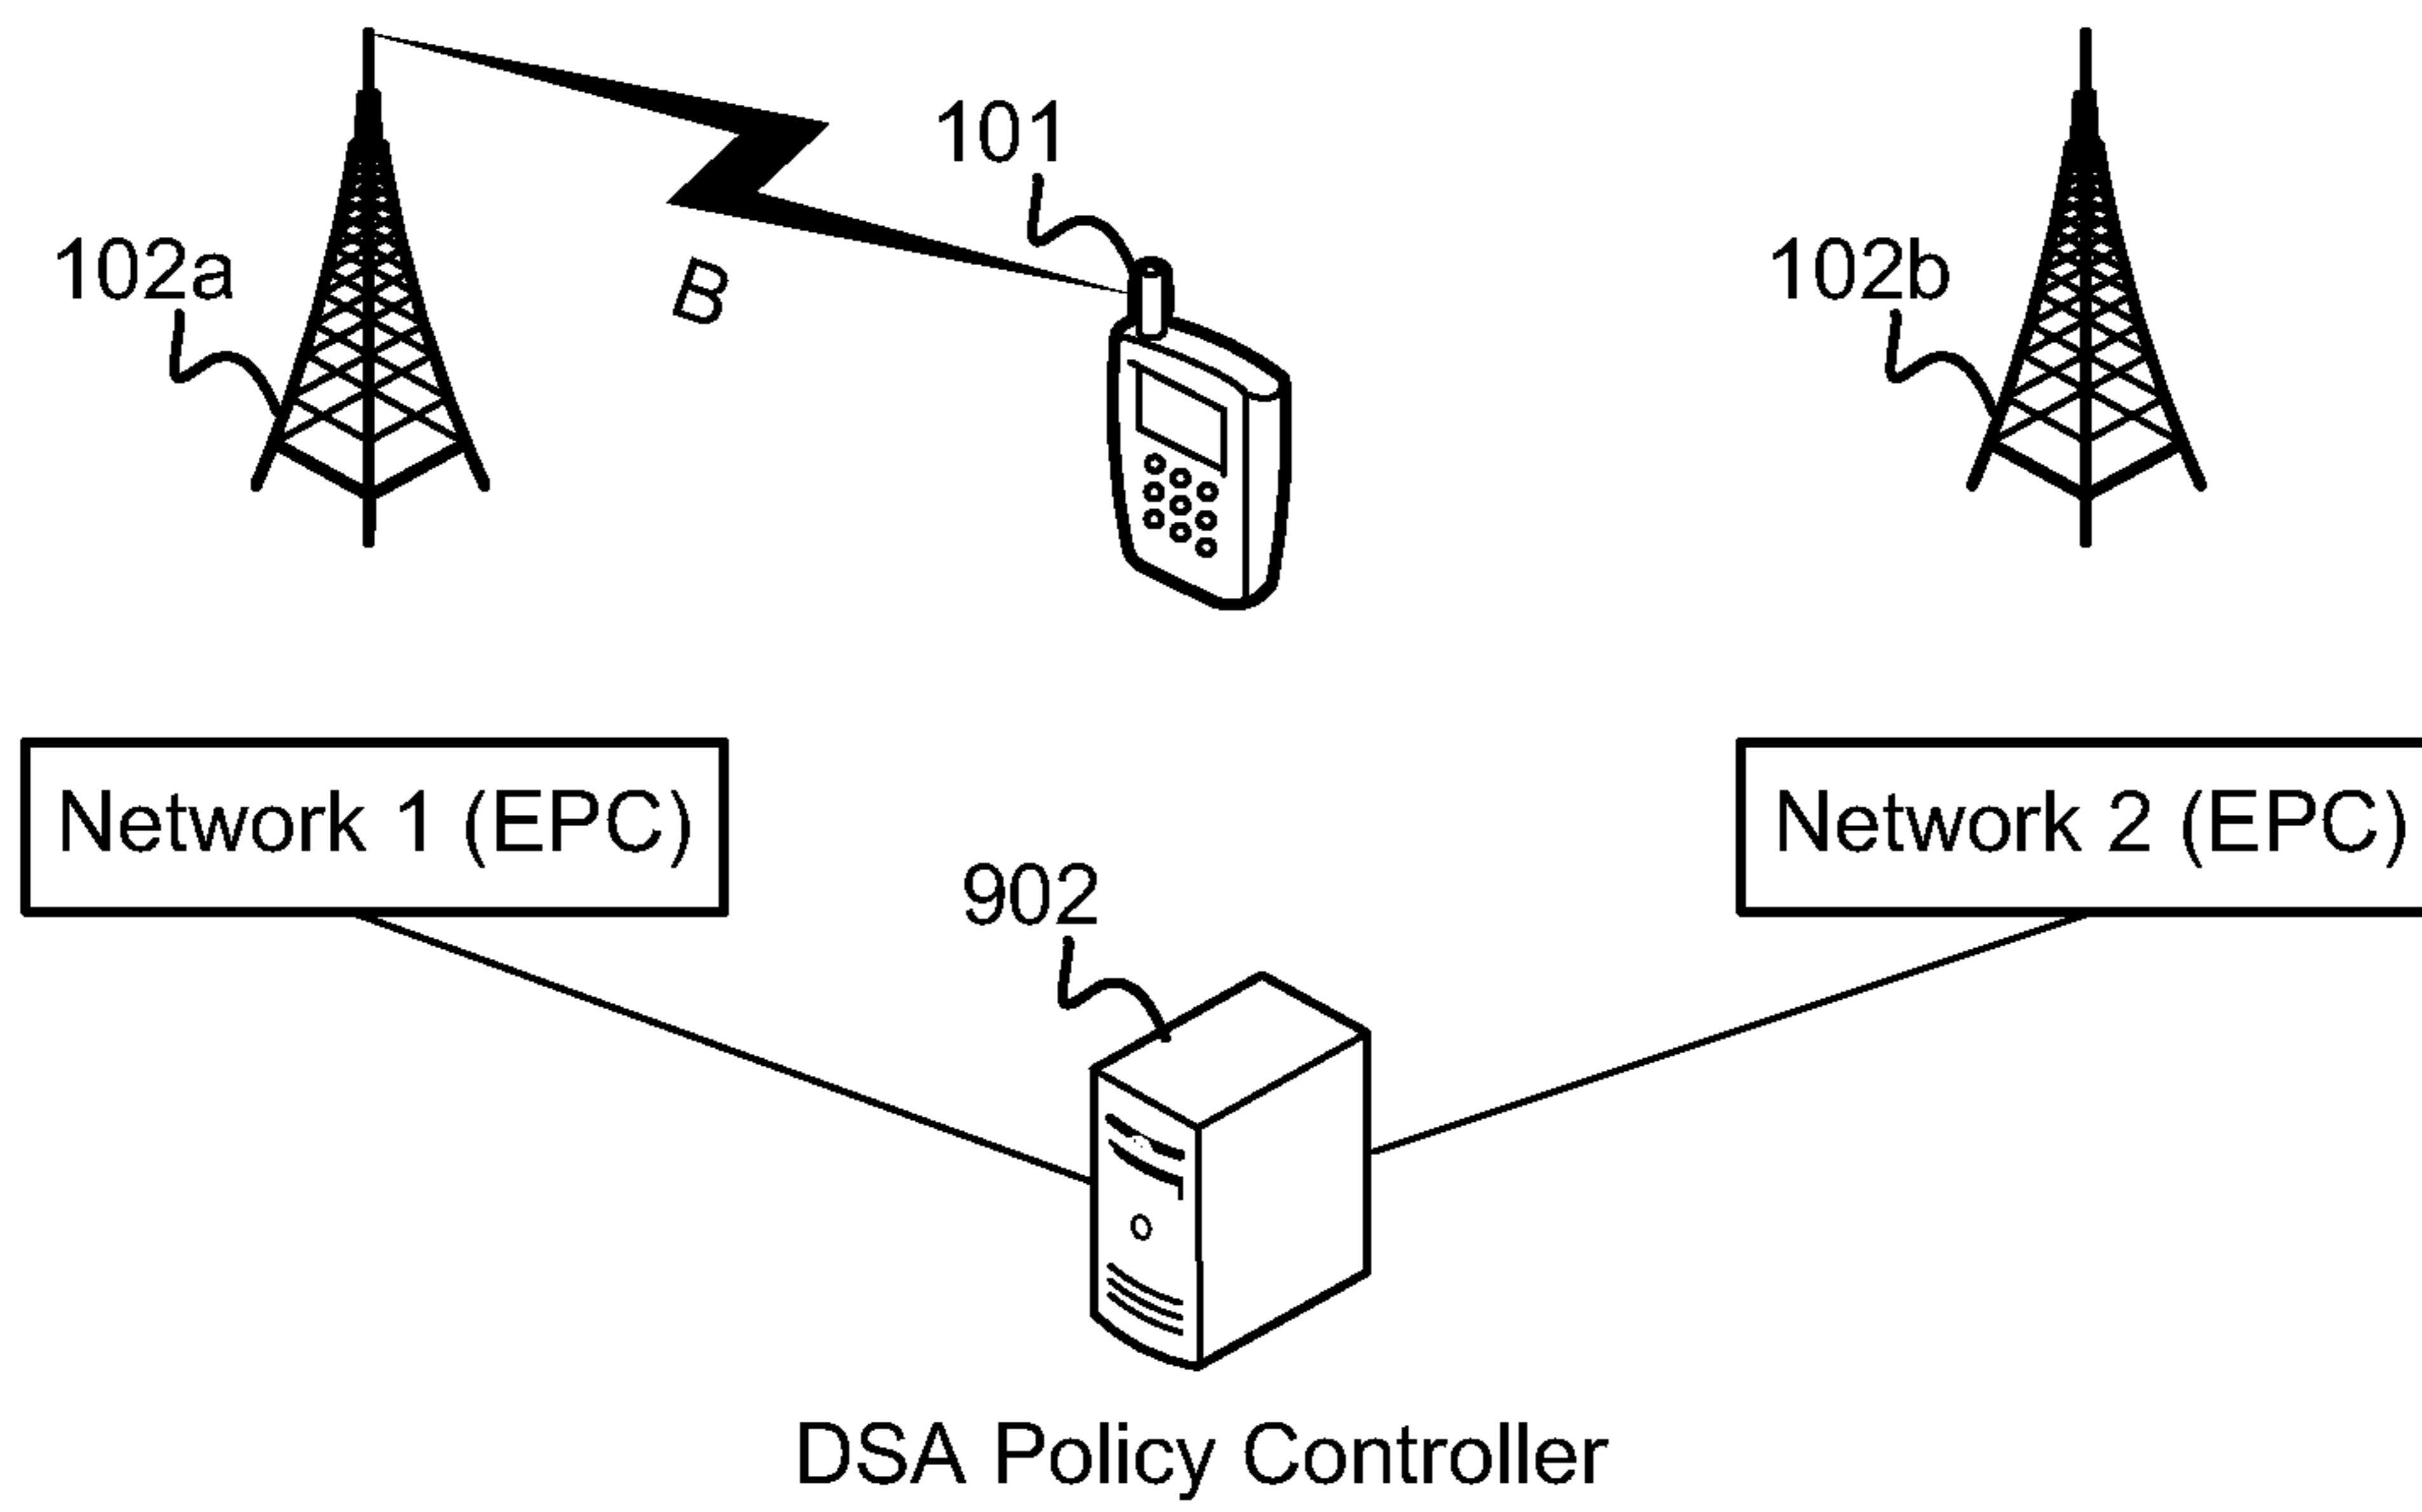 101
102a
102b
B
Network 1 (EPC)
Network 2 (EPC)
902
DSA Policy Controller